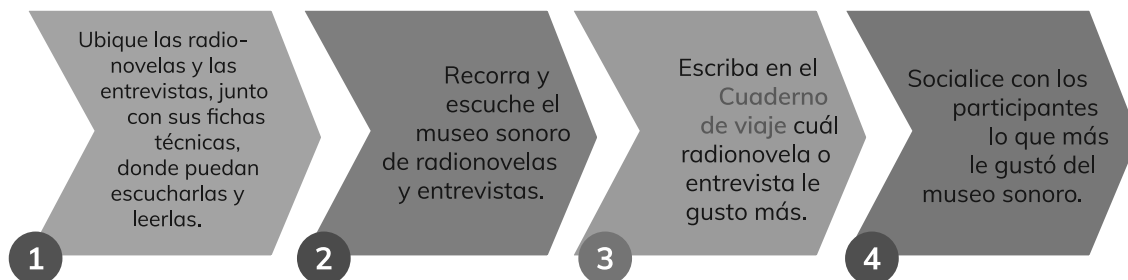 Ubique las radio-
novelas y las
entrevistas, junto
con sus fichas
técnicas,
donde puedan
escucharlas y
leerlas.
1
Recorra y
escuche el
museo sonoro
de radionovelas
y entrevistas.
2
Escriba en el
Cuaderno
de viaje cuál
radionovela o
entrevista le
gusto más.
3
Socialice con los
participantes
lo que más
le gustó del
museo sonoro.
4